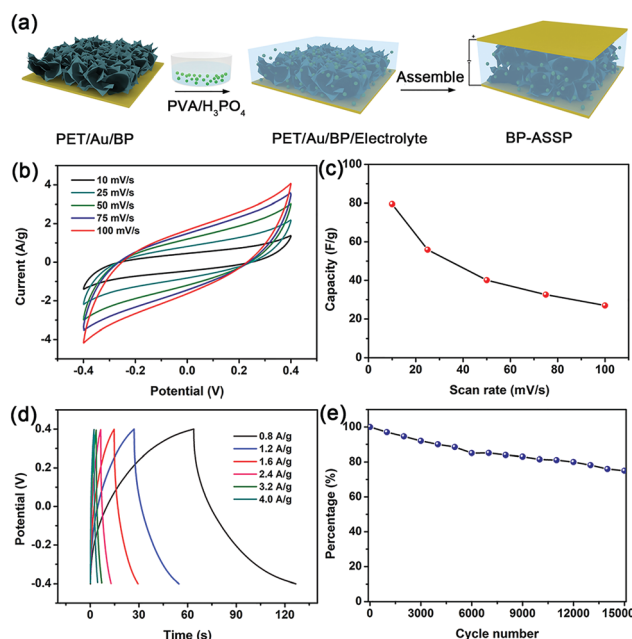 (a)
PVA/H₃PO₄
Assemble
+
PET/Au/BP
PET/Au/BP/Electrolyte
BP-ASSP
(b)
10 mV/s
25 mV/s
50 mV/s
75 mV/s
100 mV/s
Current (A/g)
4
2
0
-2
-4
-0.4
-0.2
0.0
0.2
0.4
Potential (V)
(c)
Capacity (F/g)
100
80
60
40
20
0
0
20
40
60
80
100
Scan rate (mV/s)
(d)
0.8 A/g
1.2 A/g
1.6 A/g
2.4 A/g
3.2 A/g
4.0 A/g
Potential (V)
0.4
0.0
-0.4
0
30
60
90
120
Time (s)
(e)
Percentage (%)
100
80
60
40
20
0
0
3000
6000
9000
12000
15000
Cycle number